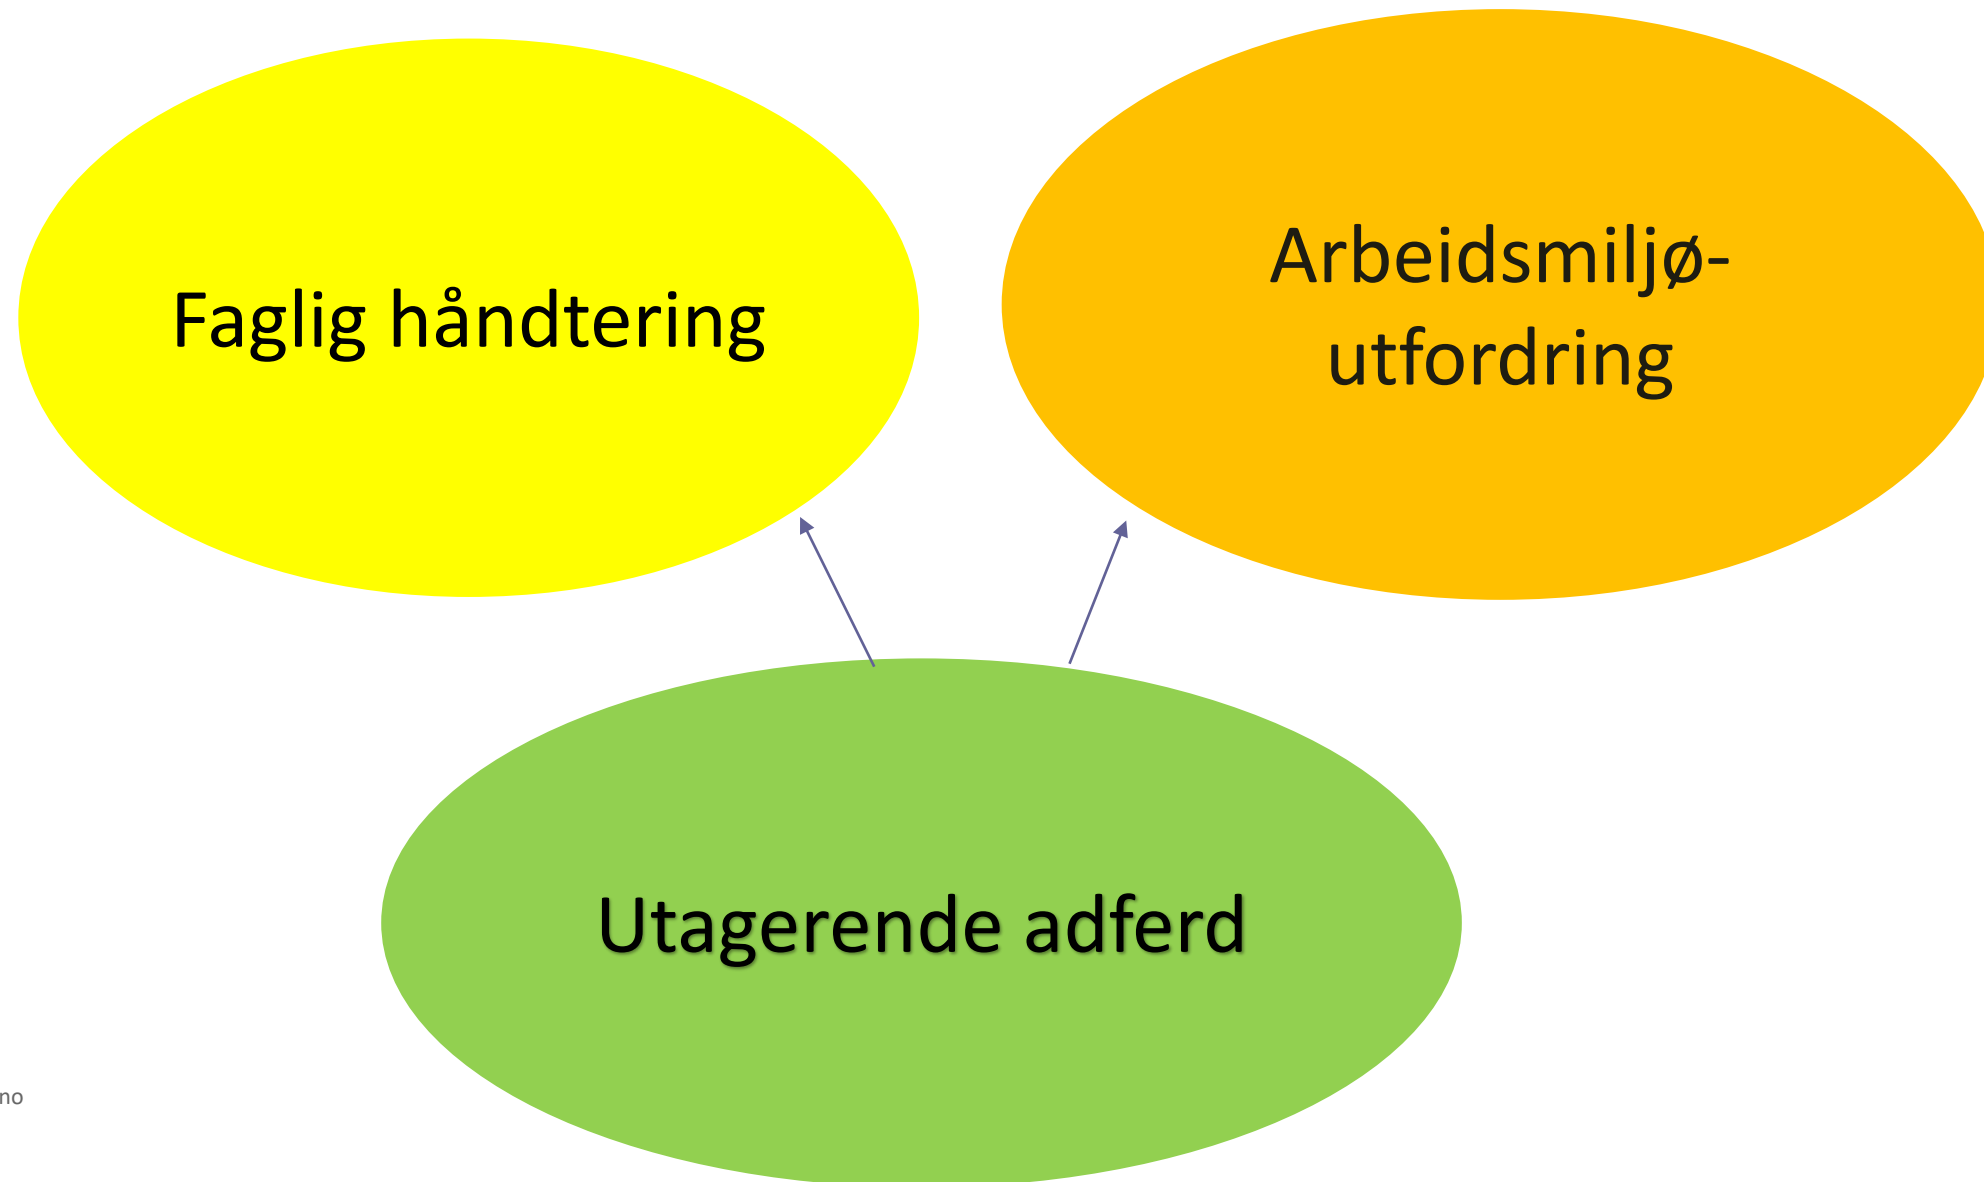 Faglig håndtering
Arbeidsmiljø-
utfordring
Utagerende adferd
no